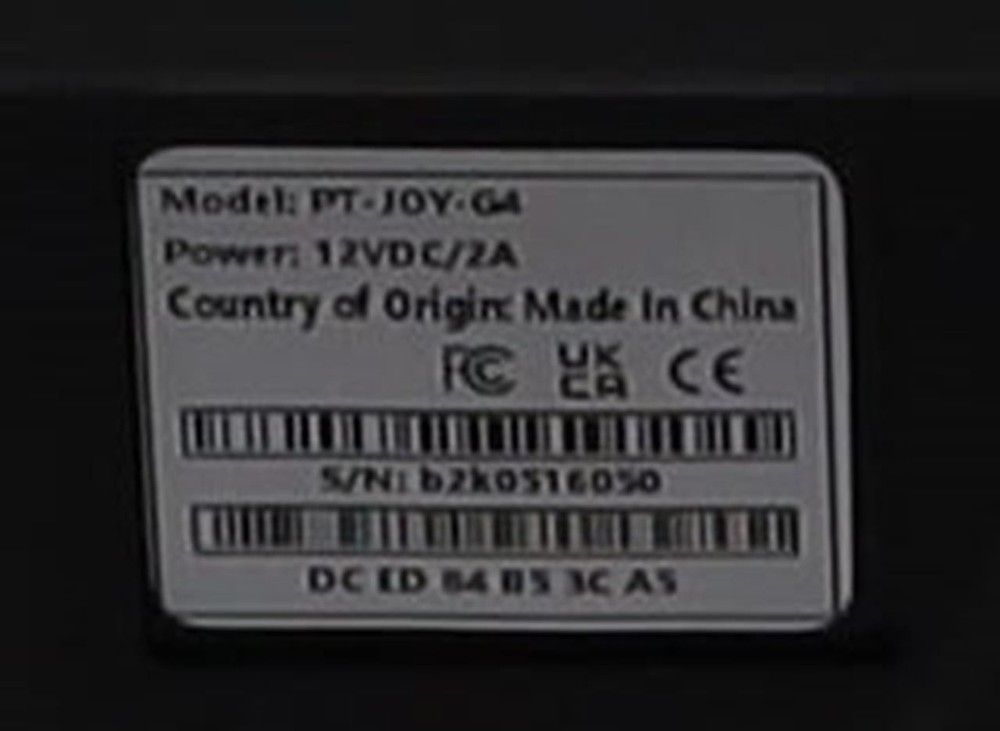 Model: PT-JOY-G4
Power: 12VDC/2A
Country of Origin: Made In China
FCC UK CA CE
S/N: b2k0516050
DC ED 84 B5 3C A5